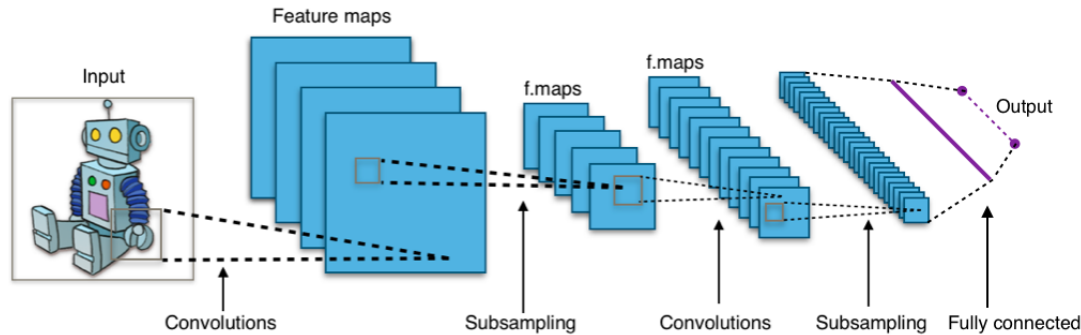 Feature maps
Input
f.maps
f.maps
Output
Convolutions
Subsampling
Convolutions
Subsampling
Fully connected